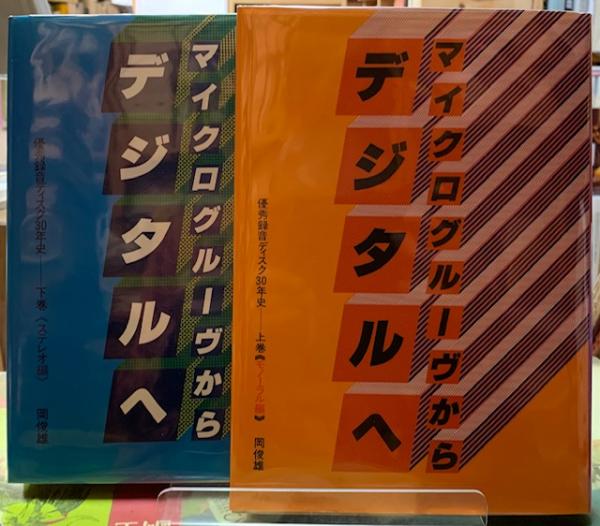 マイクログルーヴから
デジタルへ
優秀録音ディスク30年史——下巻《ステレオ編》 岡俊雄
マイクログルーヴから
デジタルへ
優秀録音ディスク30年史——上巻《モノーラル編》 岡俊雄